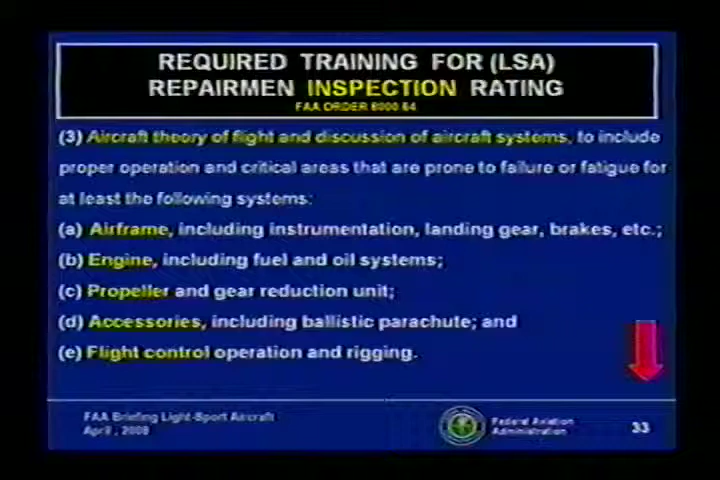 REQUIRED TRAINING FOR (LSA)
REPAIRMEN INSPECTION RATING
FAA ORDER 8000.84
(3) Aircraft theory of flight and discussion of aircraft systems, to include
proper operation and critical areas that are prone to failure or fatigue for
at least the following systems:
(a) Airframe, including instrumentation, landing gear, brakes, etc.;
(b) Engine, including fuel and oil systems;
(c) Propeller and gear reduction unit;
(d) Accessories, including ballistic parachute; and
(e) Flight control operation and rigging.
FAA Briefing Light-Sport Aircraft
April , 2008
Federal Aviation
Administration
33